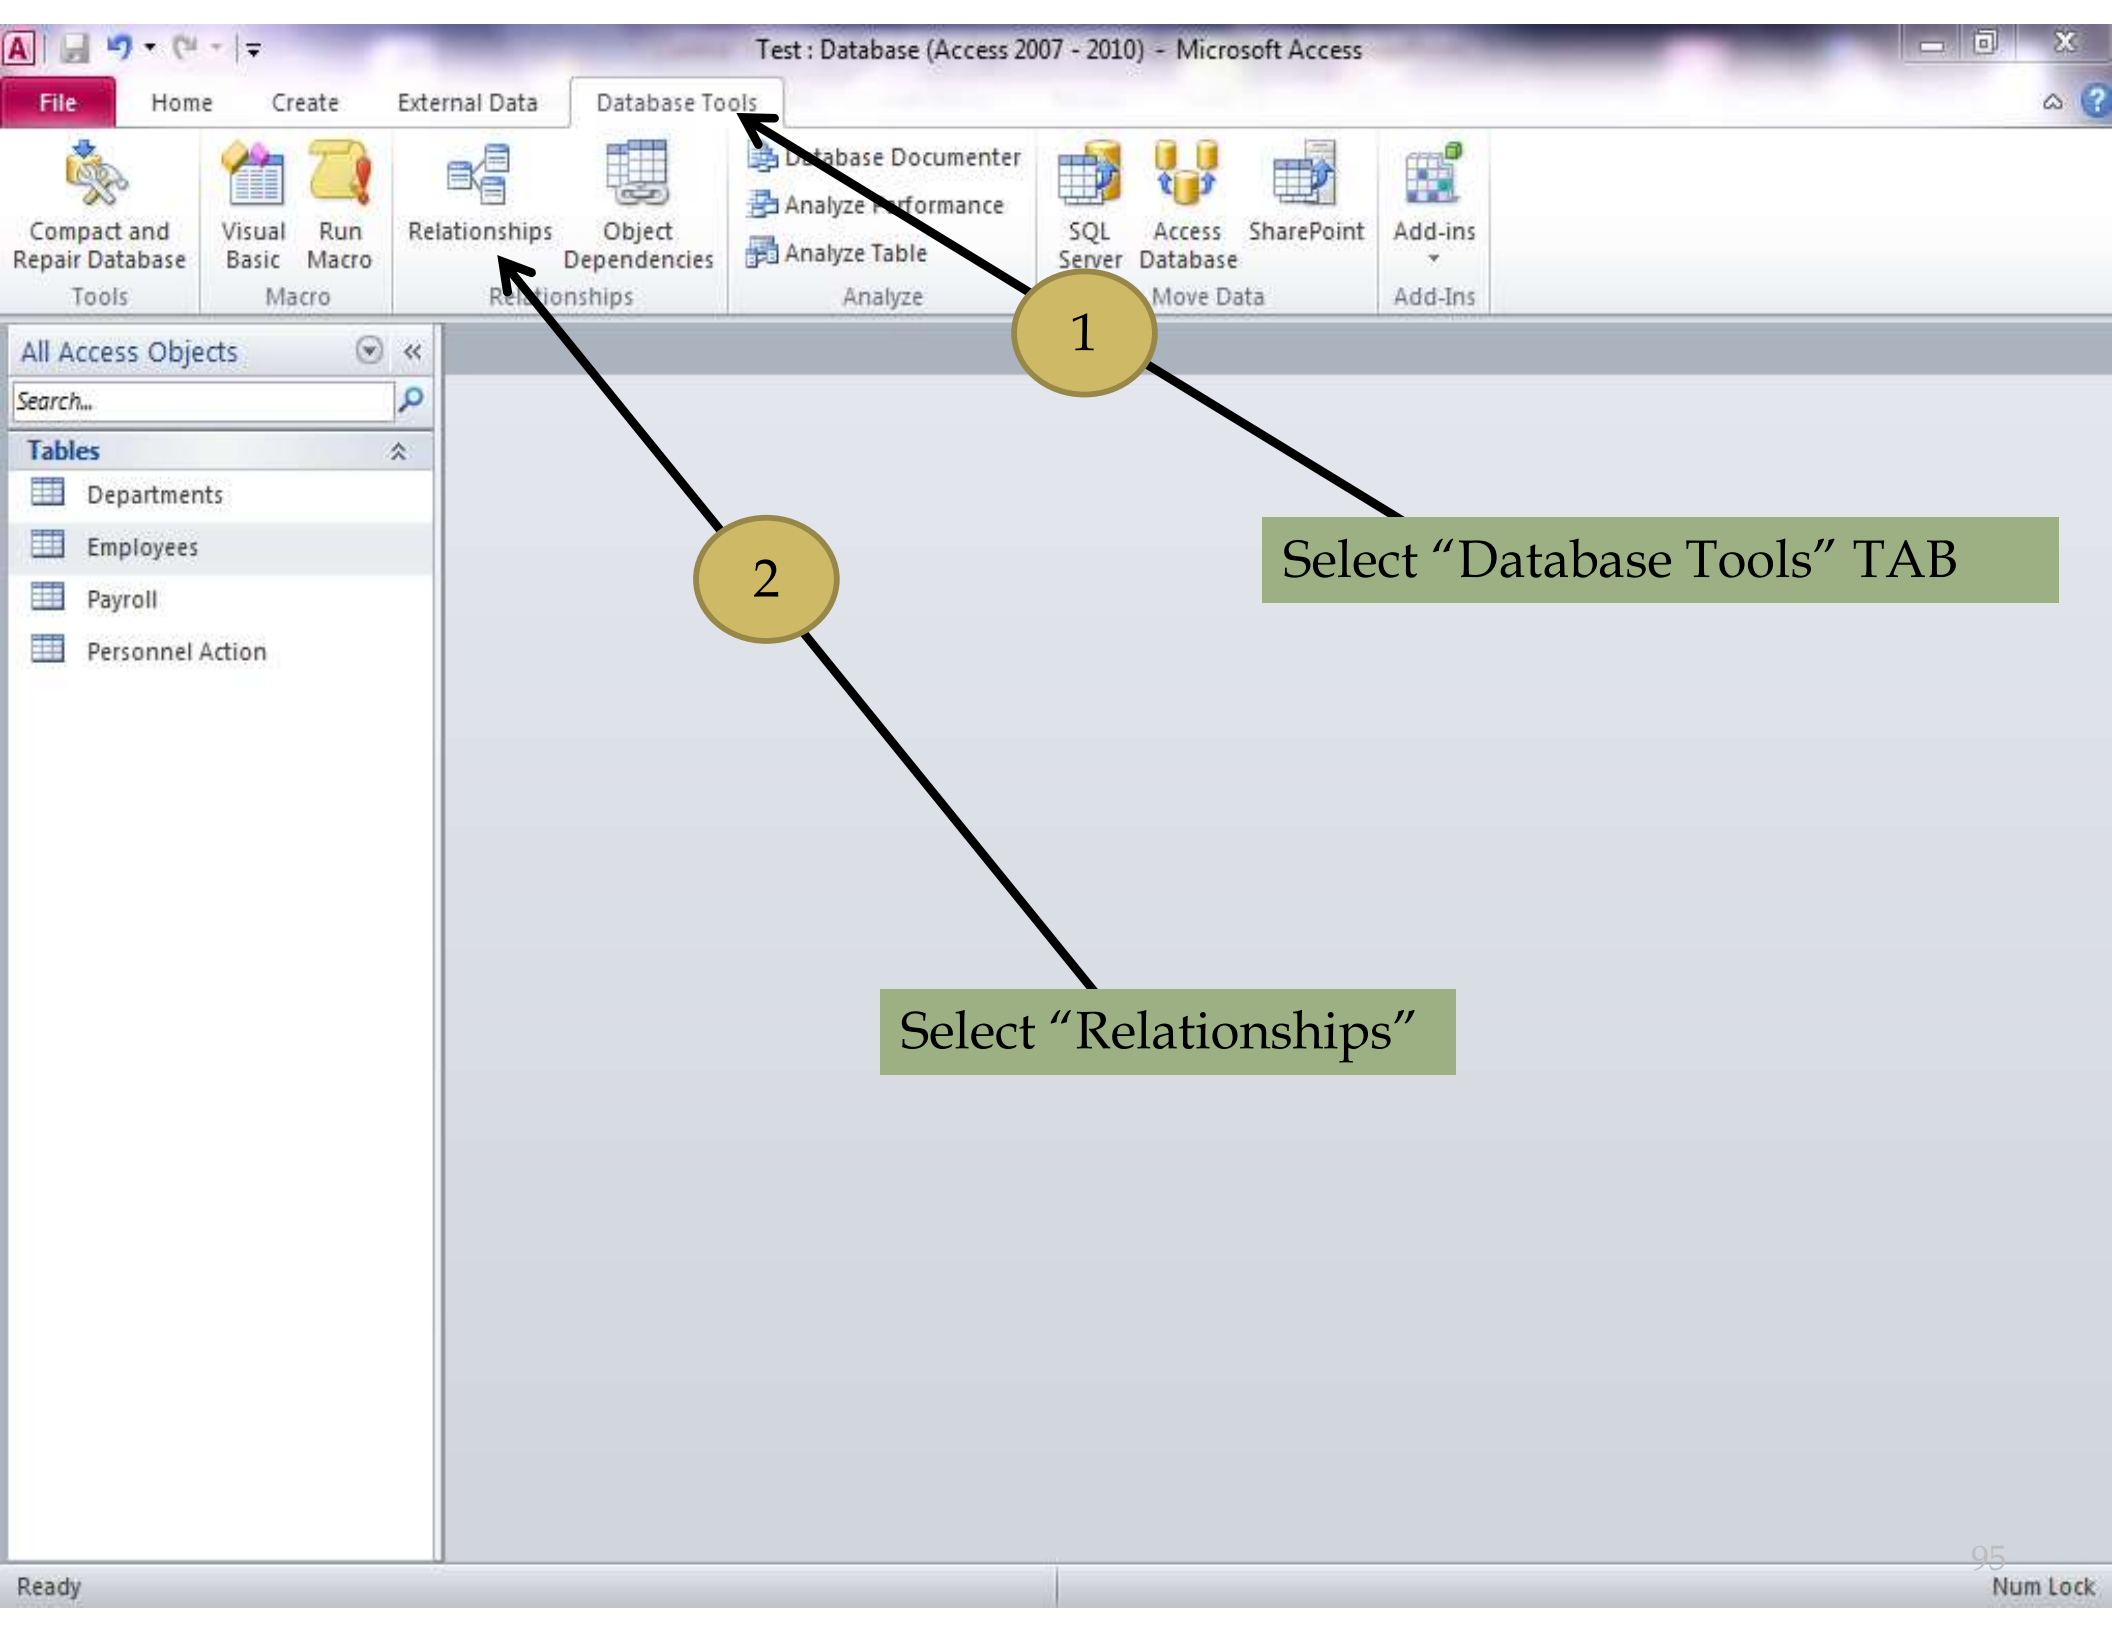 Test : Database (Access 2007 - 2010) - Microsoft Access
File Home Create External Data Database Tools
Compact and Repair Database
Visual Basic
Run Macro
Relationships
Object Dependencies
Database Documenter
Analyze Performance
Analyze Table
SQL Server
Access Database
SharePoint
Add-ins
Tools Macro Relationships Analyze Move Data Add-Ins
1
All Access Objects
Search...
Tables
Departments
Employees
Payroll
Personnel Action
Select “Database Tools” TAB
2
Select “Relationships”
95
Ready
Num Lock